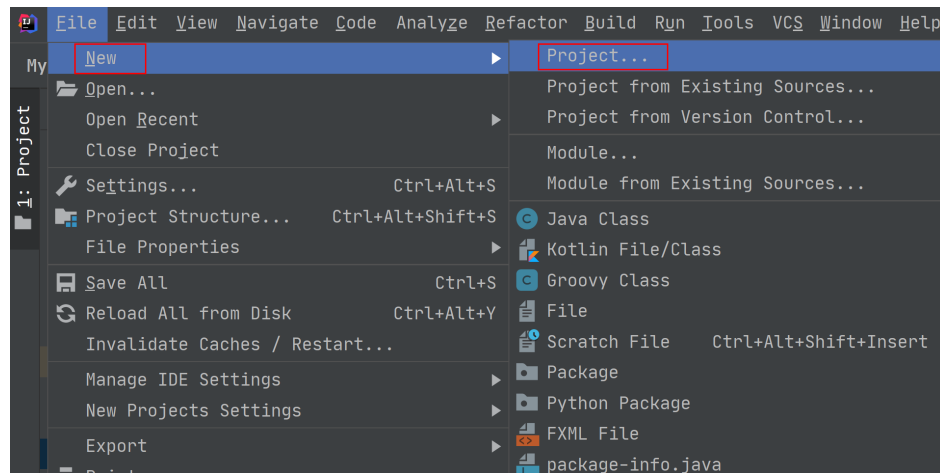 File Edit View Navigate Code Analyze Refactor Build Run Tools VCS Window Help
My
1: Project
New
Open...
Open Recent
Close Project
Settings... Ctrl+Alt+S
Project Structure... Ctrl+Alt+Shift+S
File Properties
Save All Ctrl+S
Reload All from Disk Ctrl+Alt+Y
Invalidate Caches / Restart...
Manage IDE Settings
New Projects Settings
Export
Project...
Project from Existing Sources...
Project from Version Control...
Module...
Module from Existing Sources...
Java Class
Kotlin File/Class
Groovy Class
File
Scratch File Ctrl+Alt+Shift+Insert
Package
Python Package
FXML File
package-info.java